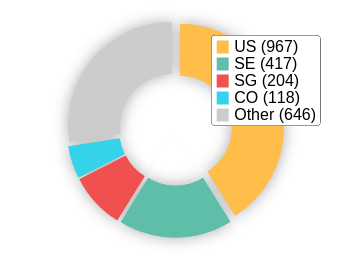 US (967)
SE (417)
SG (204)
CO (118)
Other (646)